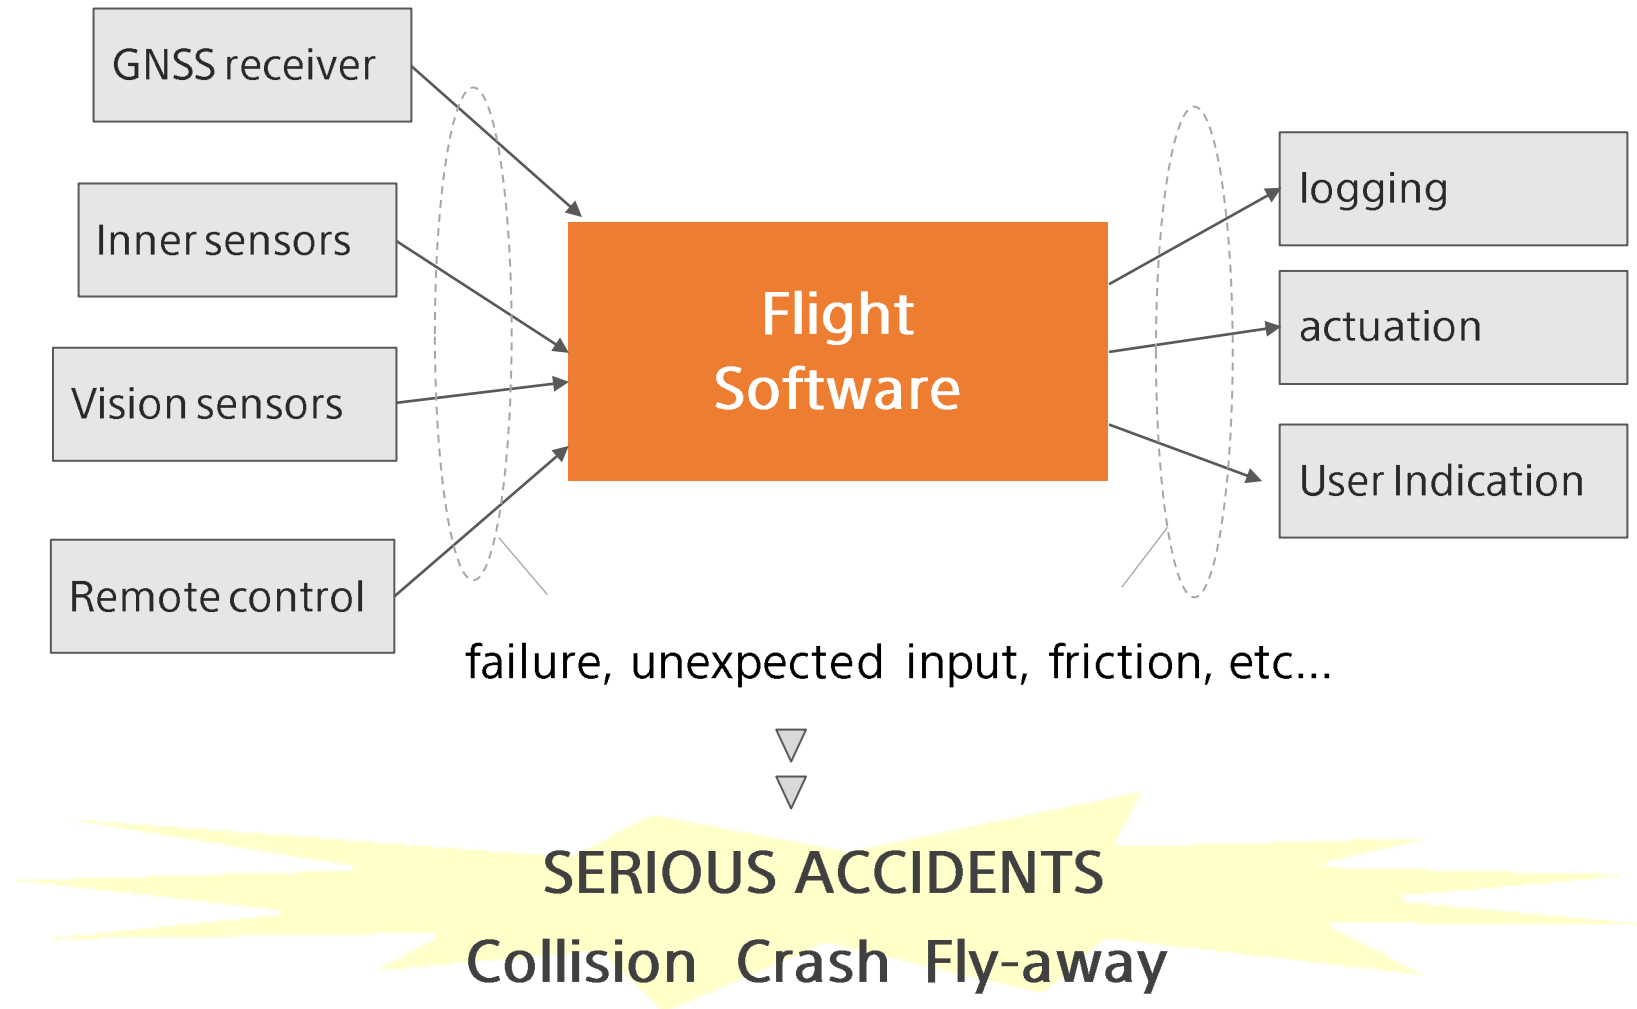 GNSS receiver
Inner sensors
Vision sensors
Remote control
Flight
Software
logging
actuation
User Indication
failure, unexpected input, friction, etc...
SERIOUS ACCIDENTS
Collision Crash Fly-away